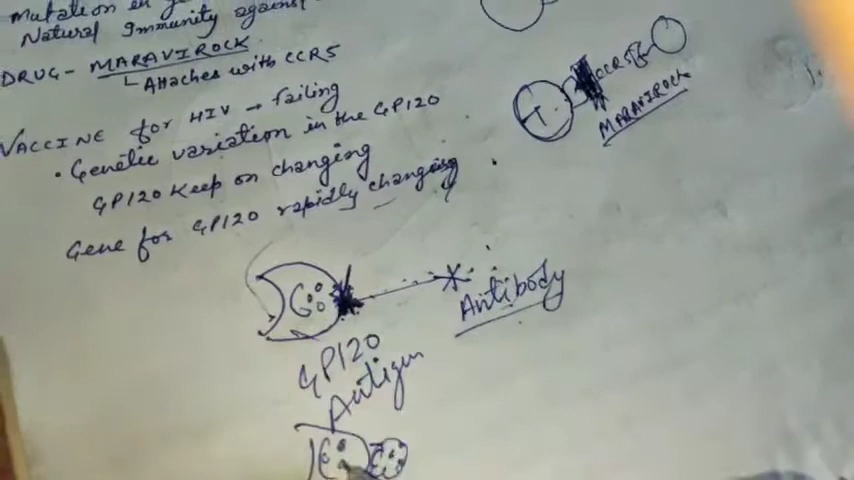 Mutation in
Natural Immunity against
DRUG - MARAVIROCK
Attaches with CCR5
CCR5
MARAVIROCK
T
VACCINE for HIV → failing
• Genetic variation in the GP120
GP120 keep on changing
Gene for GP120 rapidly changing
Antibody
GP120
Antigen